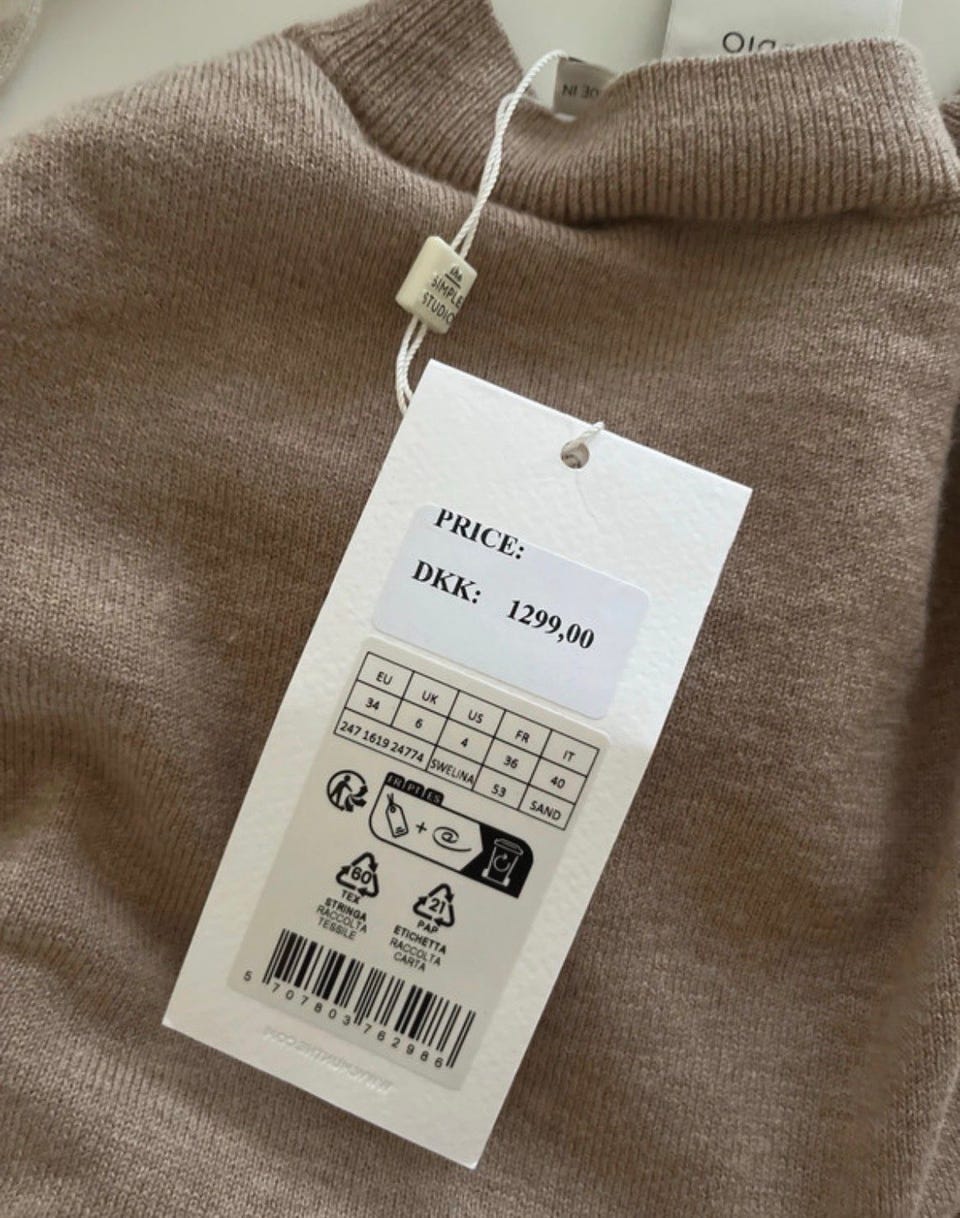 the
SIMPLE
STUDIO
PRICE:
DKK: 1299,00
EU UK US FR IT
34 6 4 36 40
247 1619 24774 SWELINA 53 SAND
FR PT ES
+ @
60
TEX
STRINGA
RACCOLTA
TESSILE
21
PAP
ETICHETTA
RACCOLTA
CARTA
5 707803 762986